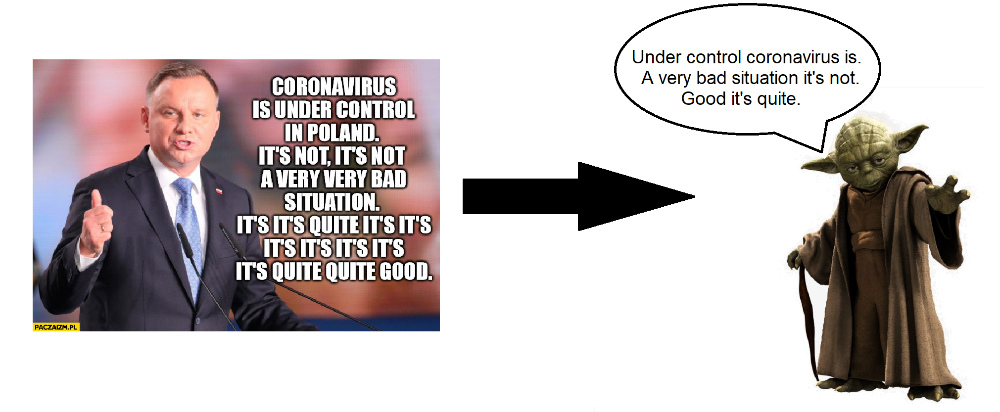 CORONAVIRUS
IS UNDER CONTROL
IN POLAND.
IT'S NOT, IT'S NOT
A VERY VERY BAD
SITUATION.
IT'S IT'S QUITE IT'S IT'S
IT'S IT'S IT'S IT'S
IT'S QUITE QUITE GOOD.
PACZAIZM.PL
Under control coronavirus is.
A very bad situation it's not.
Good it's quite.